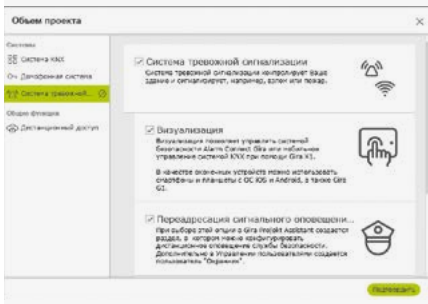 Объем проекта
Системы
Система KNX
Домофонная система
Система тревожной...
Общие функции
Дистанционный доступ
Система тревожной сигнализации
Система тревожной сигнализации контролирует Ваше
здание и сигнализирует, например, взлом или пожар.
Визуализация
Визуализация позволяет управлять системой
безопасности Alarm Connect Gira или мобильное
управление системой KNX при помощи Gira X1.
В качестве оконечных устройств можно использовать
смартфоны и планшеты с ОС iOS и Android, а также Gira
G1.
Переадресация сигнального оповещени...
При выборе этой опции в Gira Projekt Assistant создается
раздел, в котором можно конфигурировать
дистанционное оповещение службы безопасности.
Дополнительно в Управлении пользователями создается
пользователь "Охранник".
Подтвердить